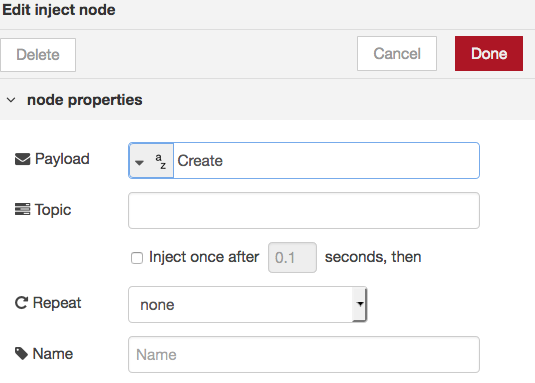 Edit inject node
Delete Cancel Done
node properties
Payload az Create
Topic
Inject once after 0.1 seconds, then
Repeat none
Name Name